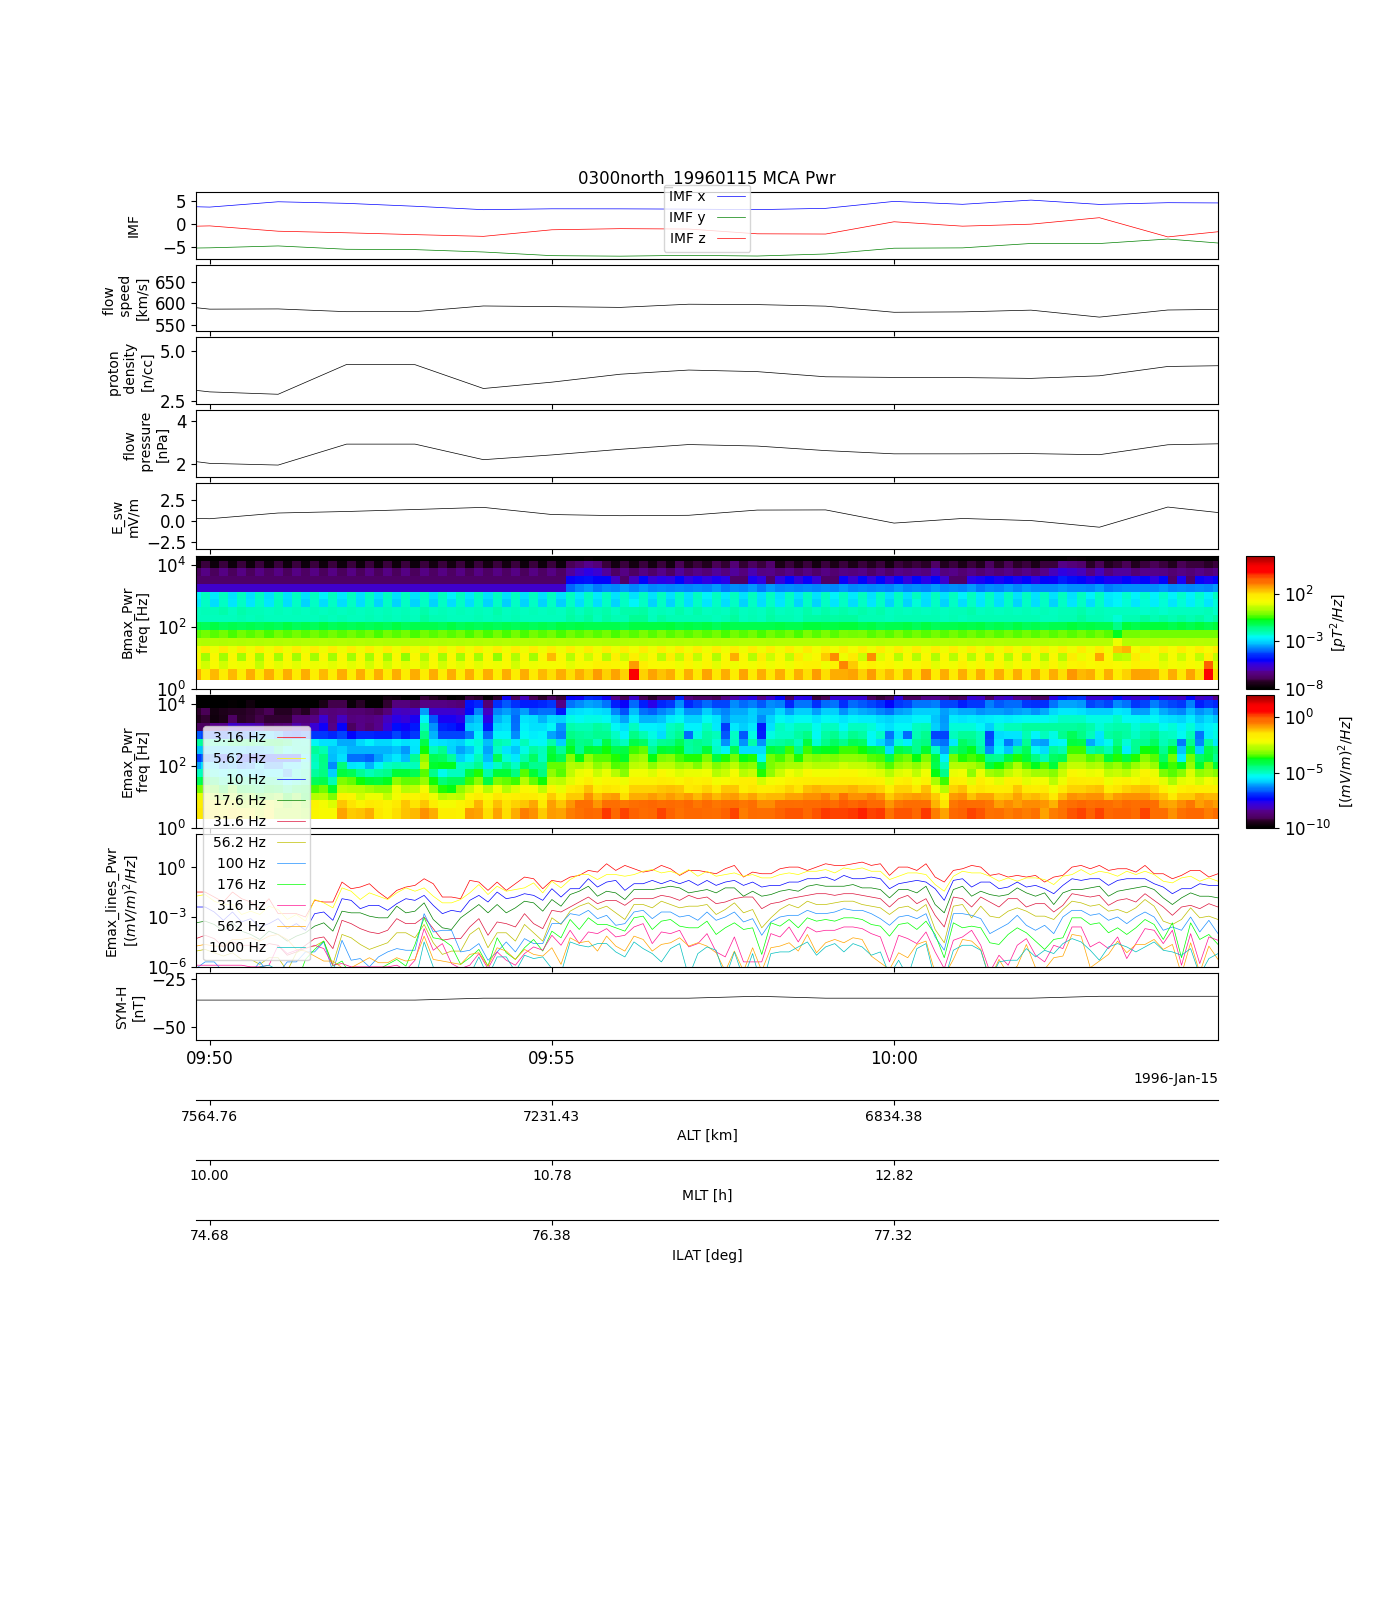 0300north_19960115 MCA Pwr
5
0
−5
IMF
IMF x
IMF y
IMF z
650
600
550
flow
speed
[km/s]
5.0
2.5
proton
density
[n/cc]
4
2
flow
pressure
[nPa]
2.5
0.0
−2.5
E_sw
mV/m
10^4
10^2
10^0
Bmax_Pwr
freq [Hz]
10^2
10^−3
10^−8
[pT^2/Hz]
10^4
10^2
10^0
Emax_Pwr
freq [Hz]
10^0
10^−5
10^−10
[(mV/m)^2/Hz]
3.16 Hz
5.62 Hz
10 Hz
17.6 Hz
31.6 Hz
56.2 Hz
100 Hz
176 Hz
316 Hz
562 Hz
1000 Hz
10^0
10^−3
10^−6
Emax_lines_Pwr
[(mV/m)^2/Hz]
−25
−50
SYM-H
[nT]
09:50 09:55 10:00
1996-Jan-15
7564.76 7231.43 6834.38
ALT [km]
10.00 10.78 12.82
MLT [h]
74.68 76.38 77.32
ILAT [deg]